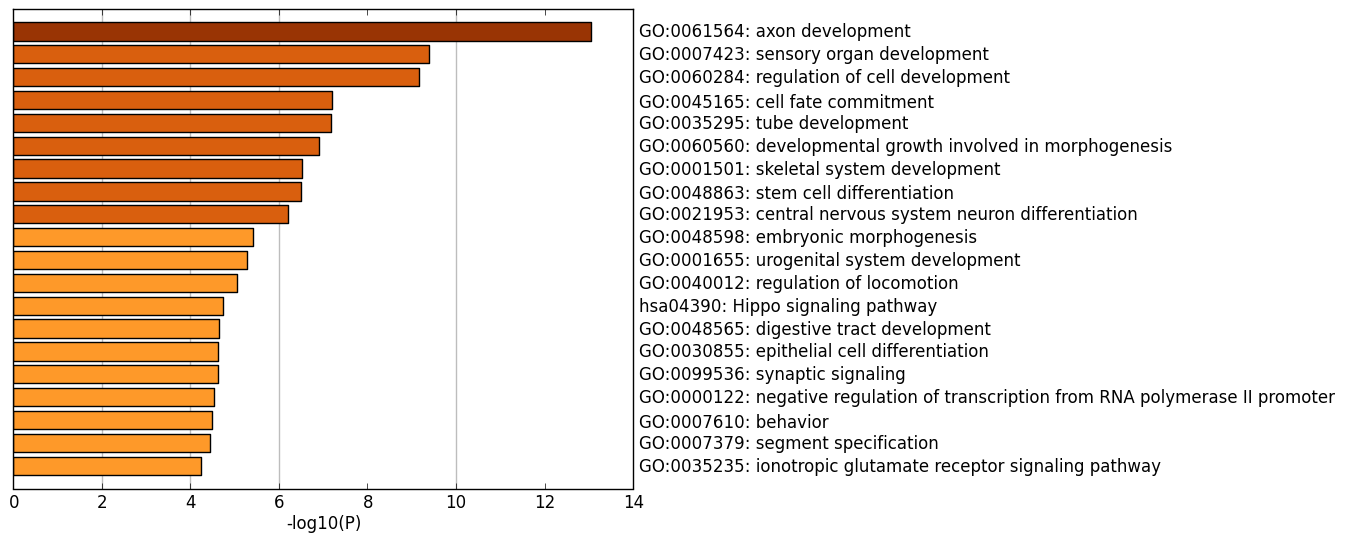 GO:0061564: axon development
GO:0007423: sensory organ development
GO:0060284: regulation of cell development
GO:0045165: cell fate commitment
GO:0035295: tube development
GO:0060560: developmental growth involved in morphogenesis
GO:0001501: skeletal system development
GO:0048863: stem cell differentiation
GO:0021953: central nervous system neuron differentiation
GO:0048598: embryonic morphogenesis
GO:0001655: urogenital system development
GO:0040012: regulation of locomotion
hsa04390: Hippo signaling pathway
GO:0048565: digestive tract development
GO:0030855: epithelial cell differentiation
GO:0099536: synaptic signaling
GO:0000122: negative regulation of transcription from RNA polymerase II promoter
GO:0007610: behavior
GO:0007379: segment specification
GO:0035235: ionotropic glutamate receptor signaling pathway
0 2 4 6 8 10 12 14
-log10(P)